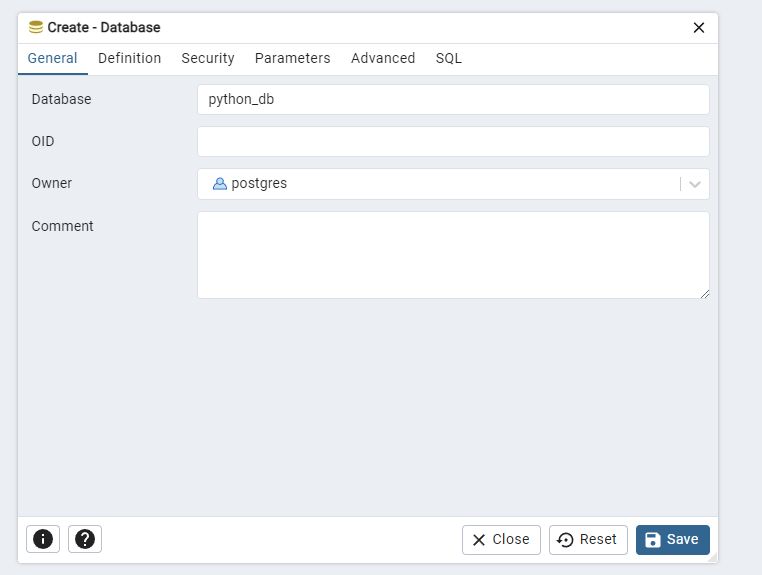 Create - Database
General Definition Security Parameters Advanced SQL
Database python_db
OID
Owner postgres
Comment
Close Reset Save